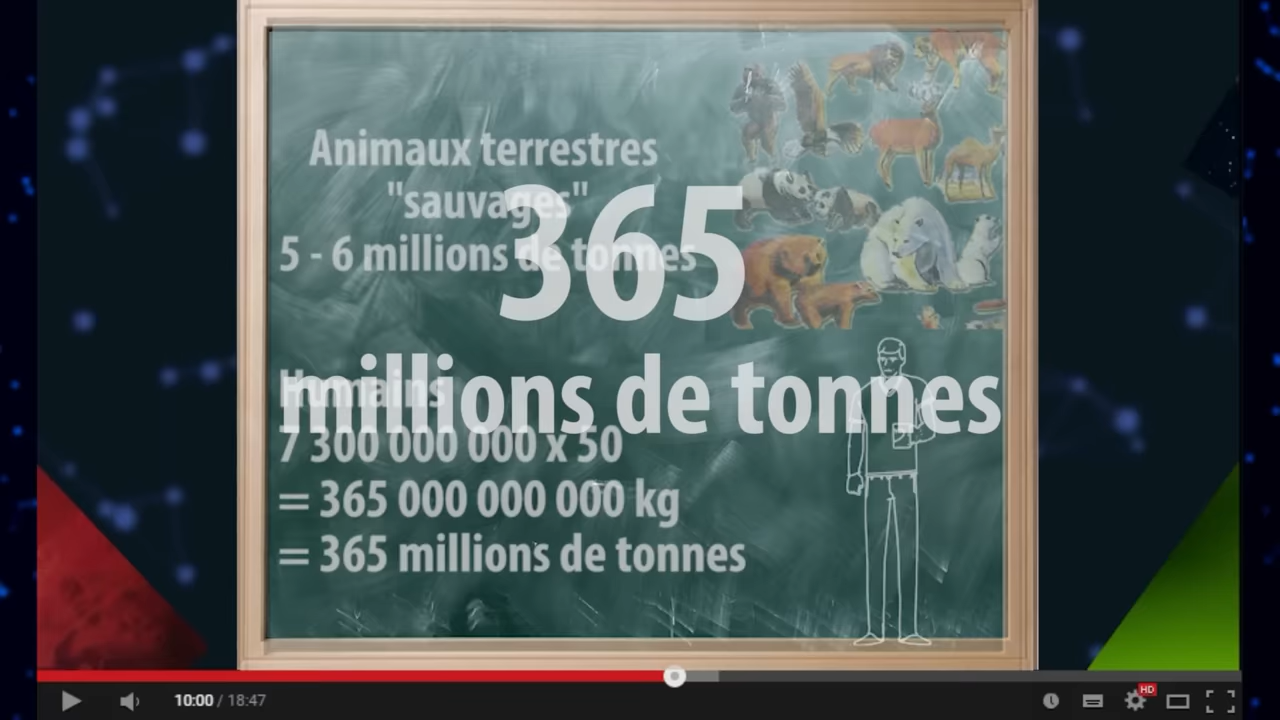 Animaux terrestres
"sauvages"
5 - 6 millions de tonnes
365
millions de tonnes
Humains
7 300 000 000 x 50
= 365 000 000 000 kg
= 365 millions de tonnes
10:00 / 18:47
HD